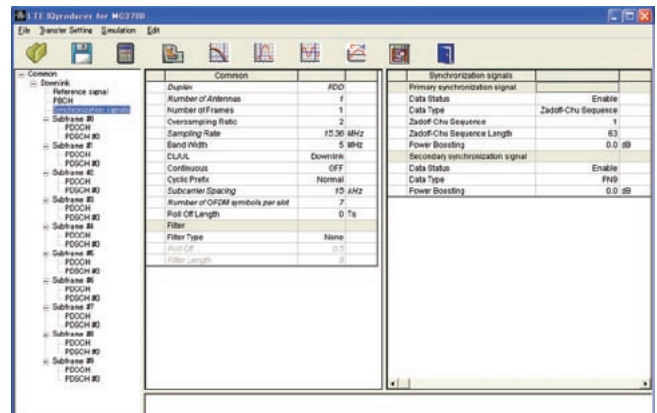 LTE IQproducer for MG3700
File Transfer Setting Simulation Edit
Common
Downlink
Reference signal
PBCH
Synchronization signals
Subframe #0
PDCCH
PDSCH #0
Subframe #1
PDCCH
PDSCH #0
Subframe #2
PDCCH
PDSCH #0
Subframe #3
PDCCH
PDSCH #0
Subframe #4
PDCCH
PDSCH #0
Subframe #5
PDCCH
PDSCH #0
Subframe #6
PDCCH
PDSCH #0
Subframe #7
PDCCH
PDSCH #0
Subframe #8
PDCCH
PDSCH #0
Subframe #9
PDCCH
PDSCH #0
Common
Duplex FDD
Number of Antennas 1
Number of Frames 1
Oversampling Ratio 2
Sampling Rate 15.36 MHz
Band Width 5 MHz
DL/UL Downlink
Continuous OFF
Cyclic Prefix Normal
Subcarrier Spacing 15 kHz
Number of OFDM symbols per slot 7
Roll Off Length 0 Ts
Filter
Filter Type None
Roll Off 0.5
Filter Length
Synchronization signals
Primary synchronization signal
Data Status Enable
Data Type Zadoff-Chu Sequence
Zadoff-Chu Sequence 1
Zadoff-Chu Sequence Length 63
Power Boosting 0.0 dB
Secondary synchronization signal
Data Status Enable
Data Type PN9
Power Boosting 0.0 dB